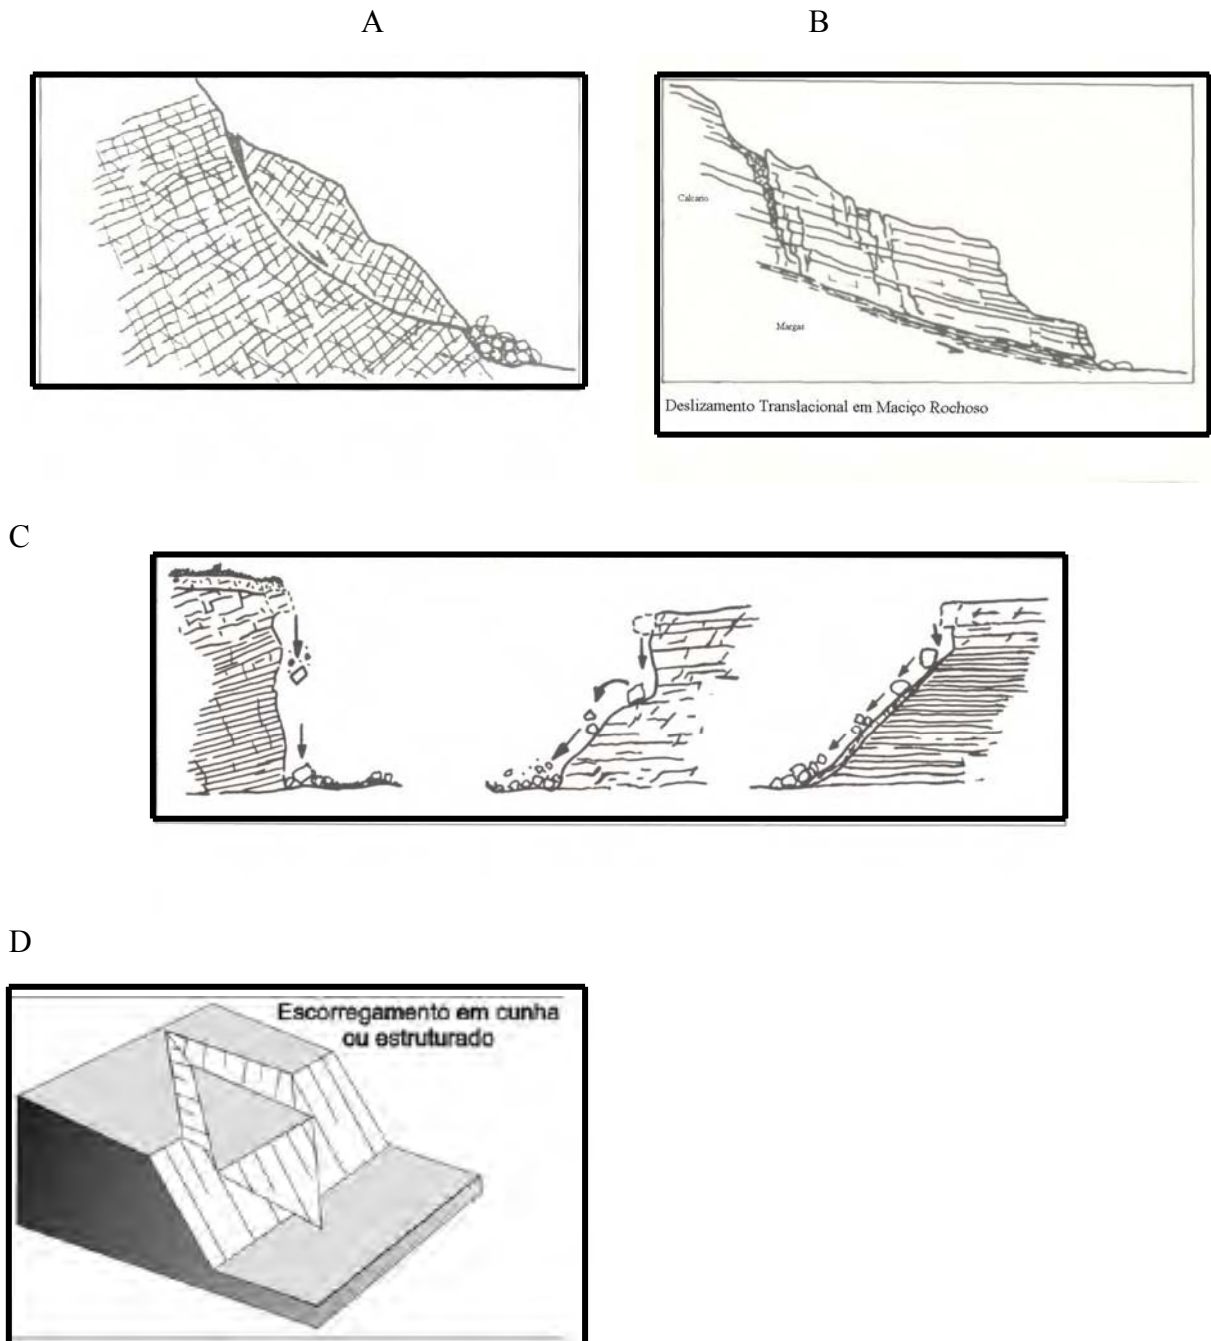 A
B
Calcario
Margas
Deslizamento Translacional em Maciço Rochoso
C
D
Escorregamento em cunha
ou estruturado